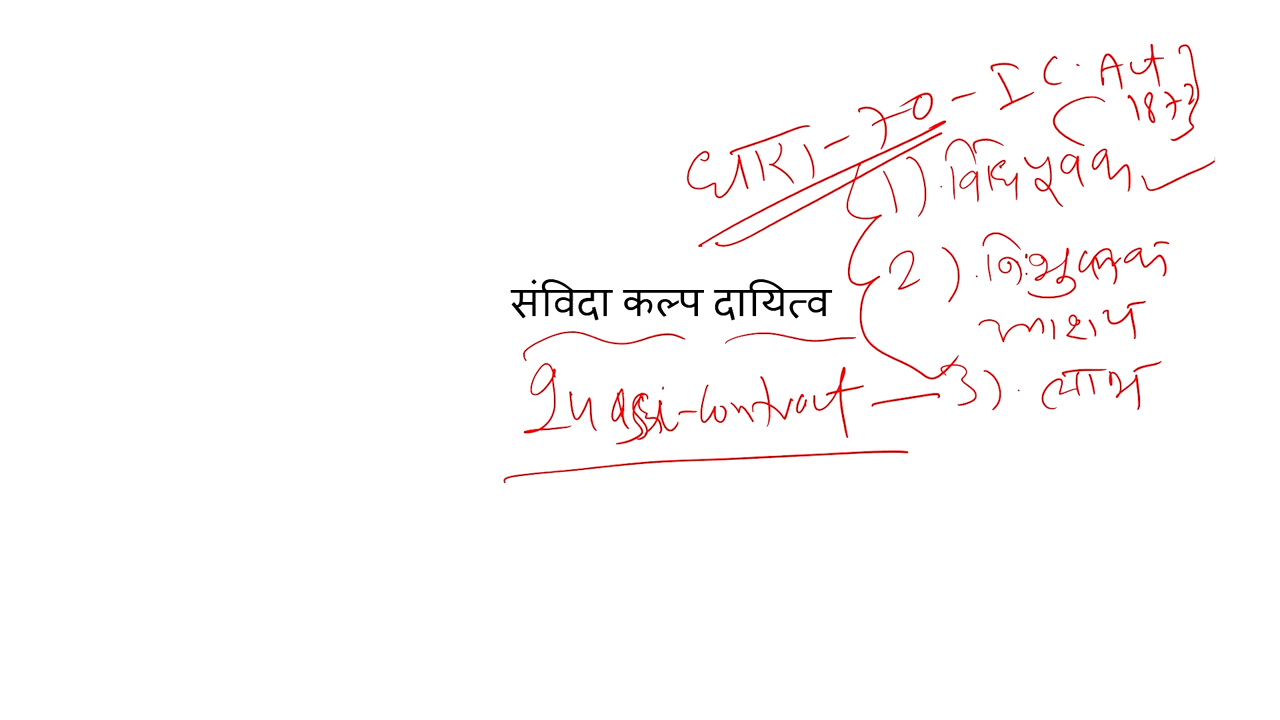 धारा-70-I C. Act
1872
(1). विधिपूर्वक
2). निःशुल्क
आशय
संविदा कल्प दायित्व
Quasi-contract — 3). लाभ